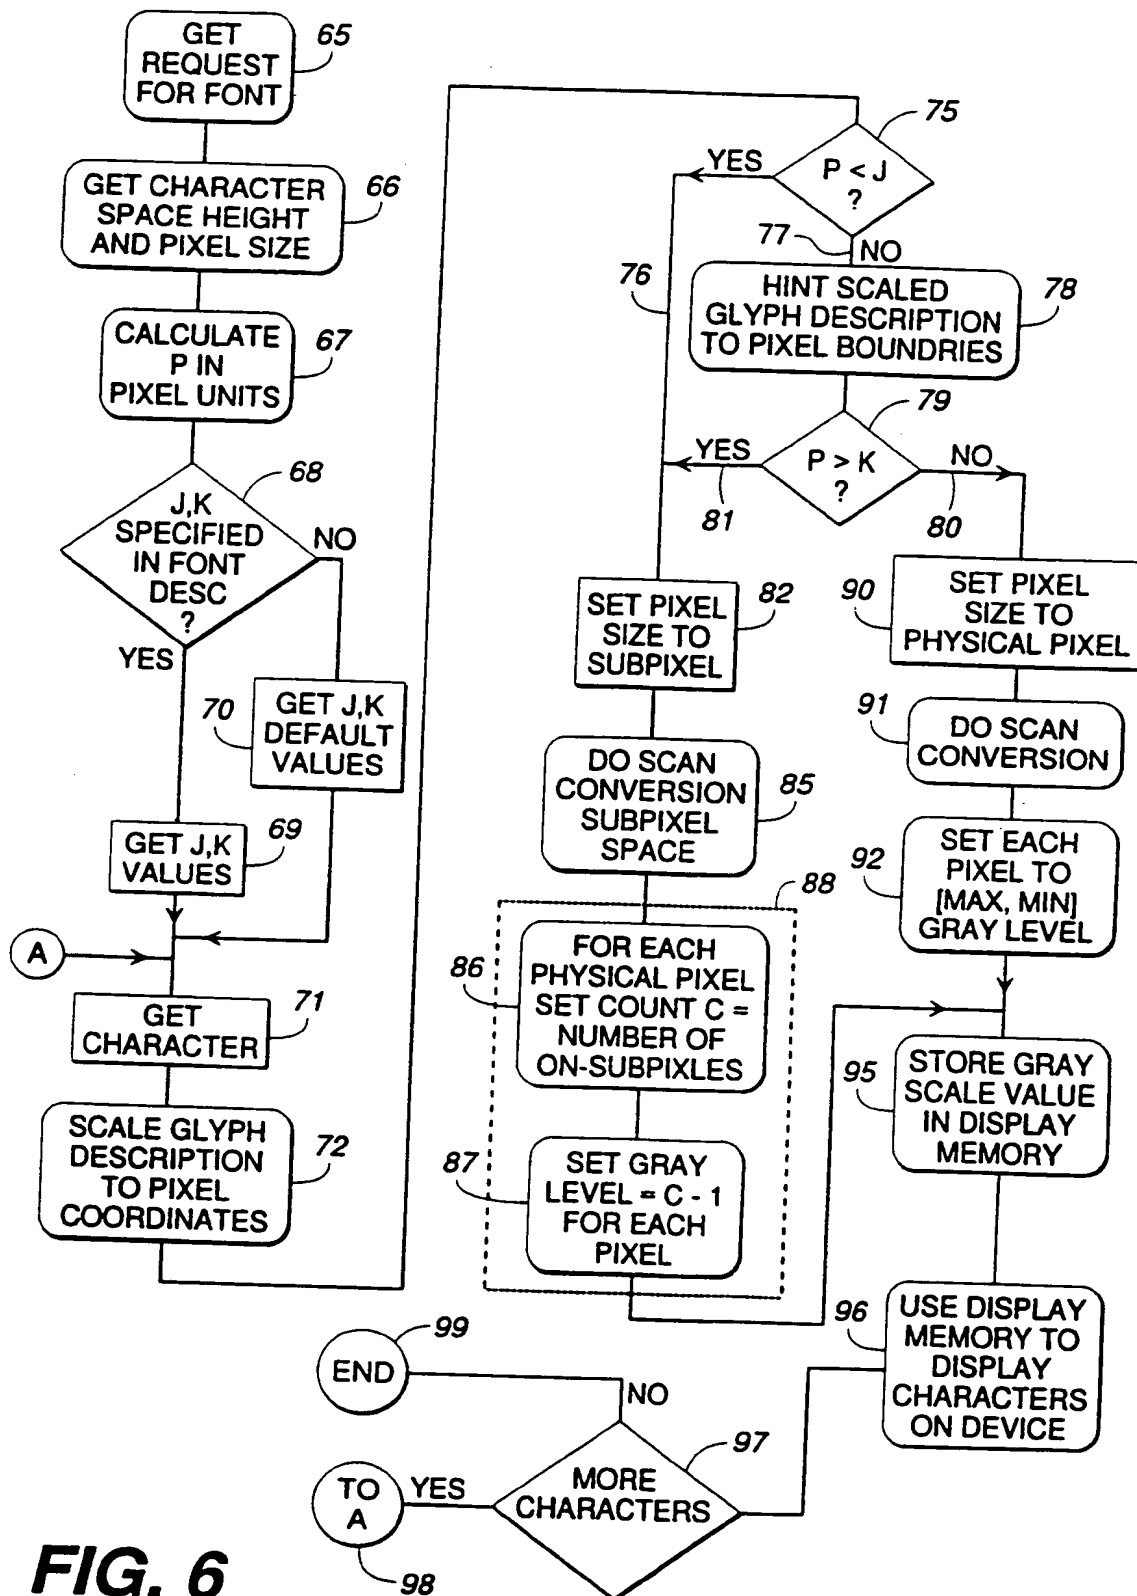 GET
REQUEST
FOR FONT
65
GET CHARACTER
SPACE HEIGHT
AND PIXEL SIZE
66
CALCULATE
P IN
PIXEL UNITS
67
J,K
SPECIFIED
IN FONT
DESC
?
68
NO
YES
GET J,K
DEFAULT
VALUES
70
GET J,K
VALUES
69
A
GET
CHARACTER
71
SCALE GLYPH
DESCRIPTION
TO PIXEL
COORDINATES
72
P < J
?
75
YES
76
77
NO
HINT SCALED
GLYPH DESCRIPTION
TO PIXEL BOUNDRIES
78
P > K
?
79
YES
81
NO
80
SET PIXEL
SIZE TO
SUBPIXEL
82
DO SCAN
CONVERSION
SUBPIXEL
SPACE
85
88
FOR EACH
PHYSICAL PIXEL
SET COUNT C =
NUMBER OF
ON-SUBPIXLES
86
SET GRAY
LEVEL = C - 1
FOR EACH
PIXEL
87
SET PIXEL
SIZE TO
PHYSICAL PIXEL
90
DO SCAN
CONVERSION
91
SET EACH
PIXEL TO
[MAX, MIN]
GRAY LEVEL
92
STORE GRAY
SCALE VALUE
IN DISPLAY
MEMORY
95
USE DISPLAY
MEMORY TO
DISPLAY
CHARACTERS
ON DEVICE
96
MORE
CHARACTERS
97
NO
END
99
YES
TO
A
98
FIG. 6